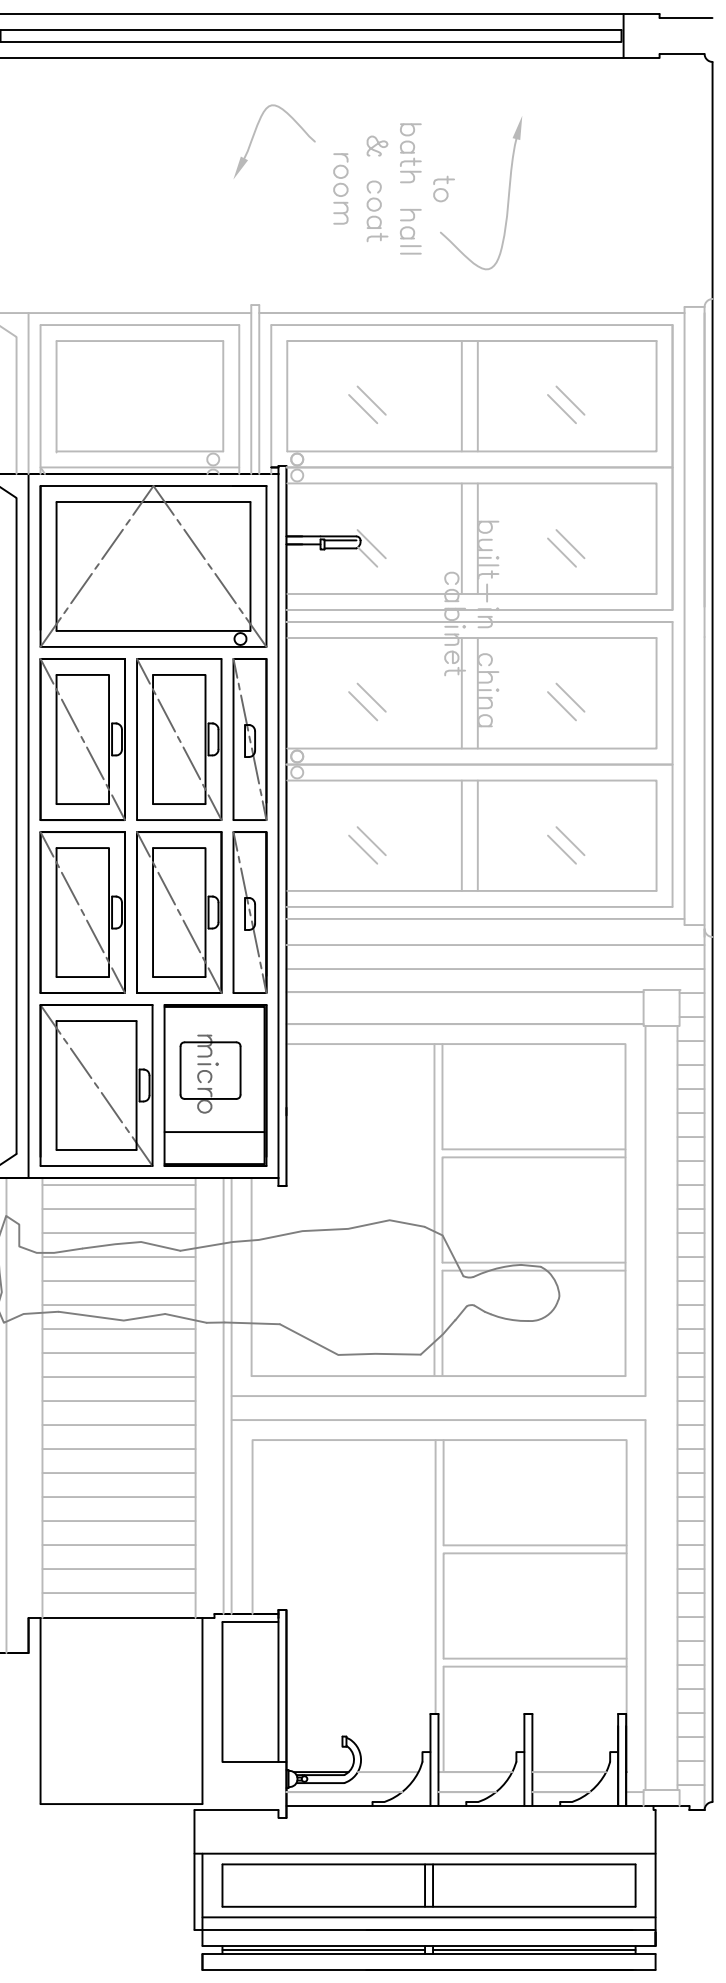 to
bath hall
& coat
room
built-in china
cabinet
micro